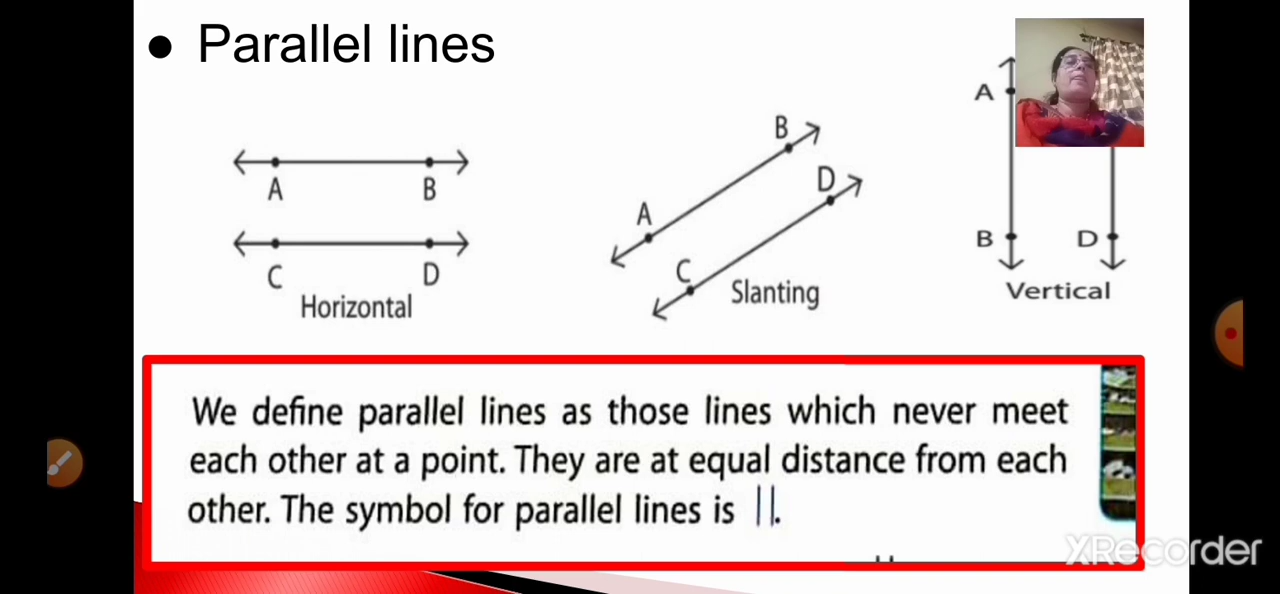 ● Parallel lines
A B
C D
Horizontal
A B
C D
Slanting
A
B D
Vertical
We define parallel lines as those lines which never meet
each other at a point. They are at equal distance from each
other. The symbol for parallel lines is ||.
XRecorder